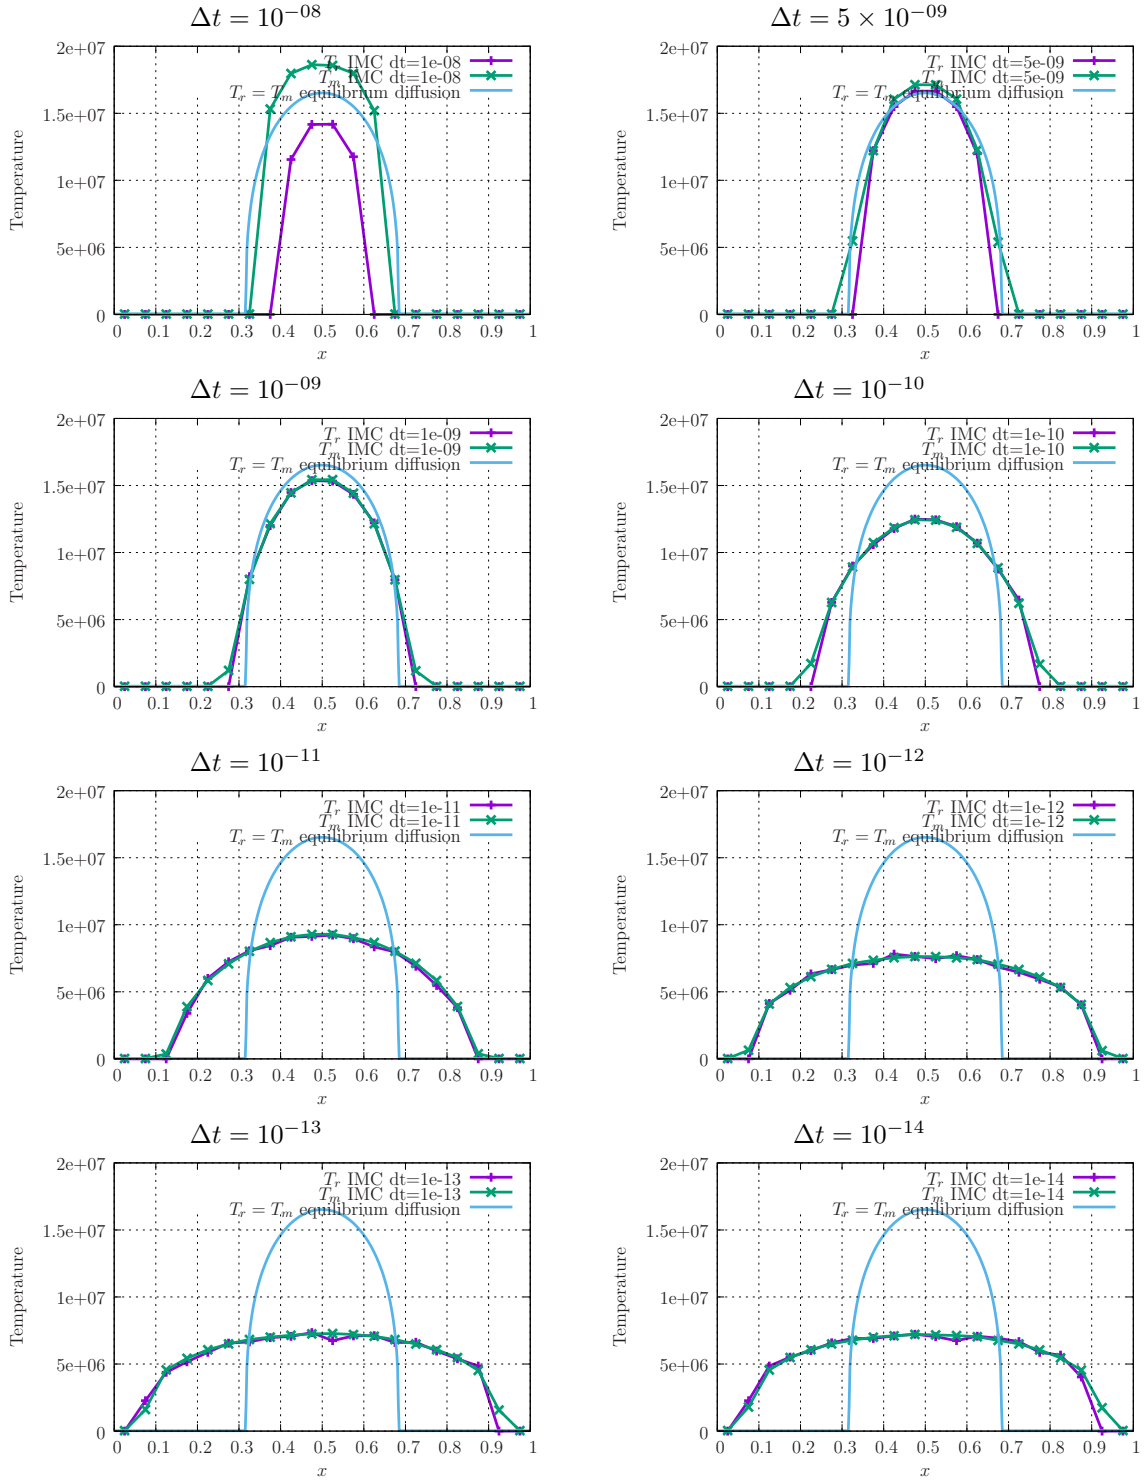 Δt = 10⁻⁰⁸
2e+07
1.5e+07
1e+07
5e+06
0
Temperature
T_r IMC dt=1e-08
T_m IMC dt=1e-08
T_r = T_m equilibrium diffusion
0 0.1 0.2 0.3 0.4 0.5 0.6 0.7 0.8 0.9 1
x
Δt = 5 × 10⁻⁰⁹
2e+07
1.5e+07
1e+07
5e+06
0
Temperature
T_r IMC dt=5e-09
T_m IMC dt=5e-09
T_r = T_m equilibrium diffusion
0 0.1 0.2 0.3 0.4 0.5 0.6 0.7 0.8 0.9 1
x
Δt = 10⁻⁰⁹
2e+07
1.5e+07
1e+07
5e+06
0
Temperature
T_r IMC dt=1e-09
T_m IMC dt=1e-09
T_r = T_m equilibrium diffusion
0 0.1 0.2 0.3 0.4 0.5 0.6 0.7 0.8 0.9 1
x
Δt = 10⁻¹⁰
2e+07
1.5e+07
1e+07
5e+06
0
Temperature
T_r IMC dt=1e-10
T_m IMC dt=1e-10
T_r = T_m equilibrium diffusion
0 0.1 0.2 0.3 0.4 0.5 0.6 0.7 0.8 0.9 1
x
Δt = 10⁻¹¹
2e+07
1.5e+07
1e+07
5e+06
0
Temperature
T_r IMC dt=1e-11
T_m IMC dt=1e-11
T_r = T_m equilibrium diffusion
0 0.1 0.2 0.3 0.4 0.5 0.6 0.7 0.8 0.9 1
x
Δt = 10⁻¹²
2e+07
1.5e+07
1e+07
5e+06
0
Temperature
T_r IMC dt=1e-12
T_m IMC dt=1e-12
T_r = T_m equilibrium diffusion
0 0.1 0.2 0.3 0.4 0.5 0.6 0.7 0.8 0.9 1
x
Δt = 10⁻¹³
2e+07
1.5e+07
1e+07
5e+06
0
Temperature
T_r IMC dt=1e-13
T_m IMC dt=1e-13
T_r = T_m equilibrium diffusion
0 0.1 0.2 0.3 0.4 0.5 0.6 0.7 0.8 0.9 1
x
Δt = 10⁻¹⁴
2e+07
1.5e+07
1e+07
5e+06
0
Temperature
T_r IMC dt=1e-14
T_m IMC dt=1e-14
T_r = T_m equilibrium diffusion
0 0.1 0.2 0.3 0.4 0.5 0.6 0.7 0.8 0.9 1
x